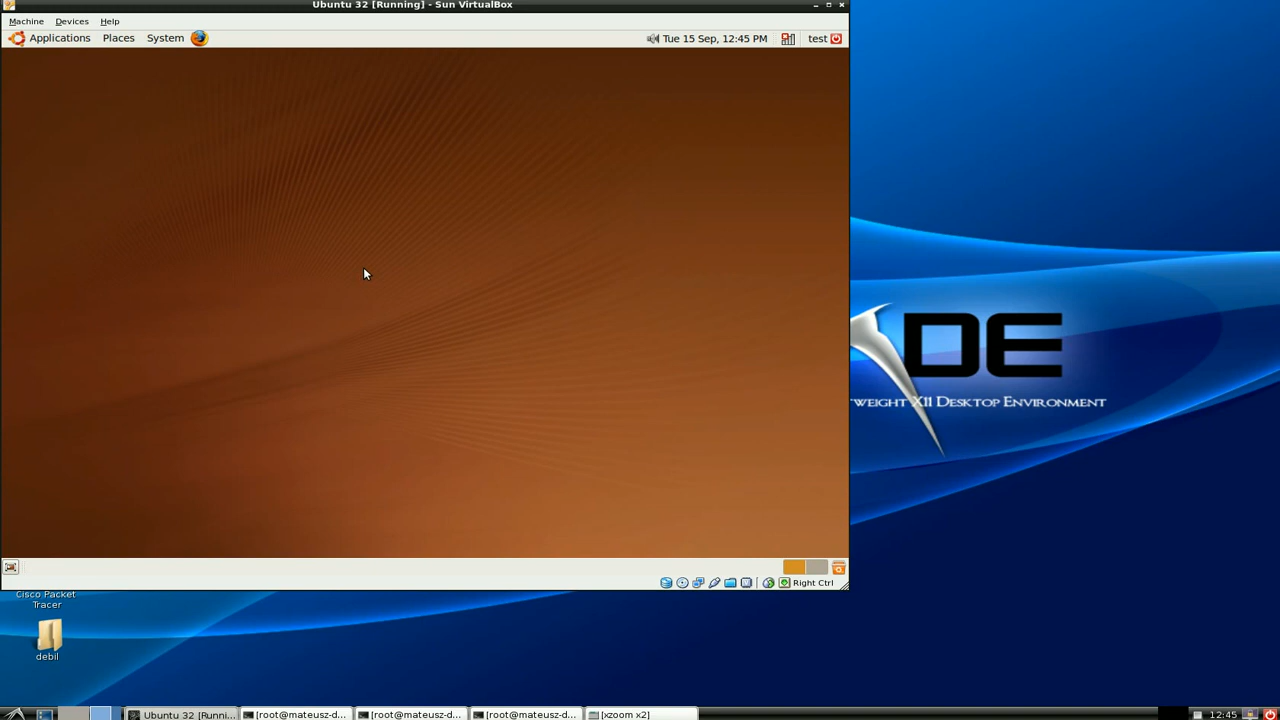 Ubuntu 32 [Running] - Sun VirtualBox
Machine Devices Help
Applications Places System Tue 15 Sep, 12:45 PM test
DE
TWEIGHT X11 DESKTOP ENVIRONMENT
Right Ctrl
Cisco Packet
Tracer
debil
Ubuntu 32 [Runni... [root@mateusz-d... [root@mateusz-d... [root@mateusz-d... [xzoom x2] 12:45